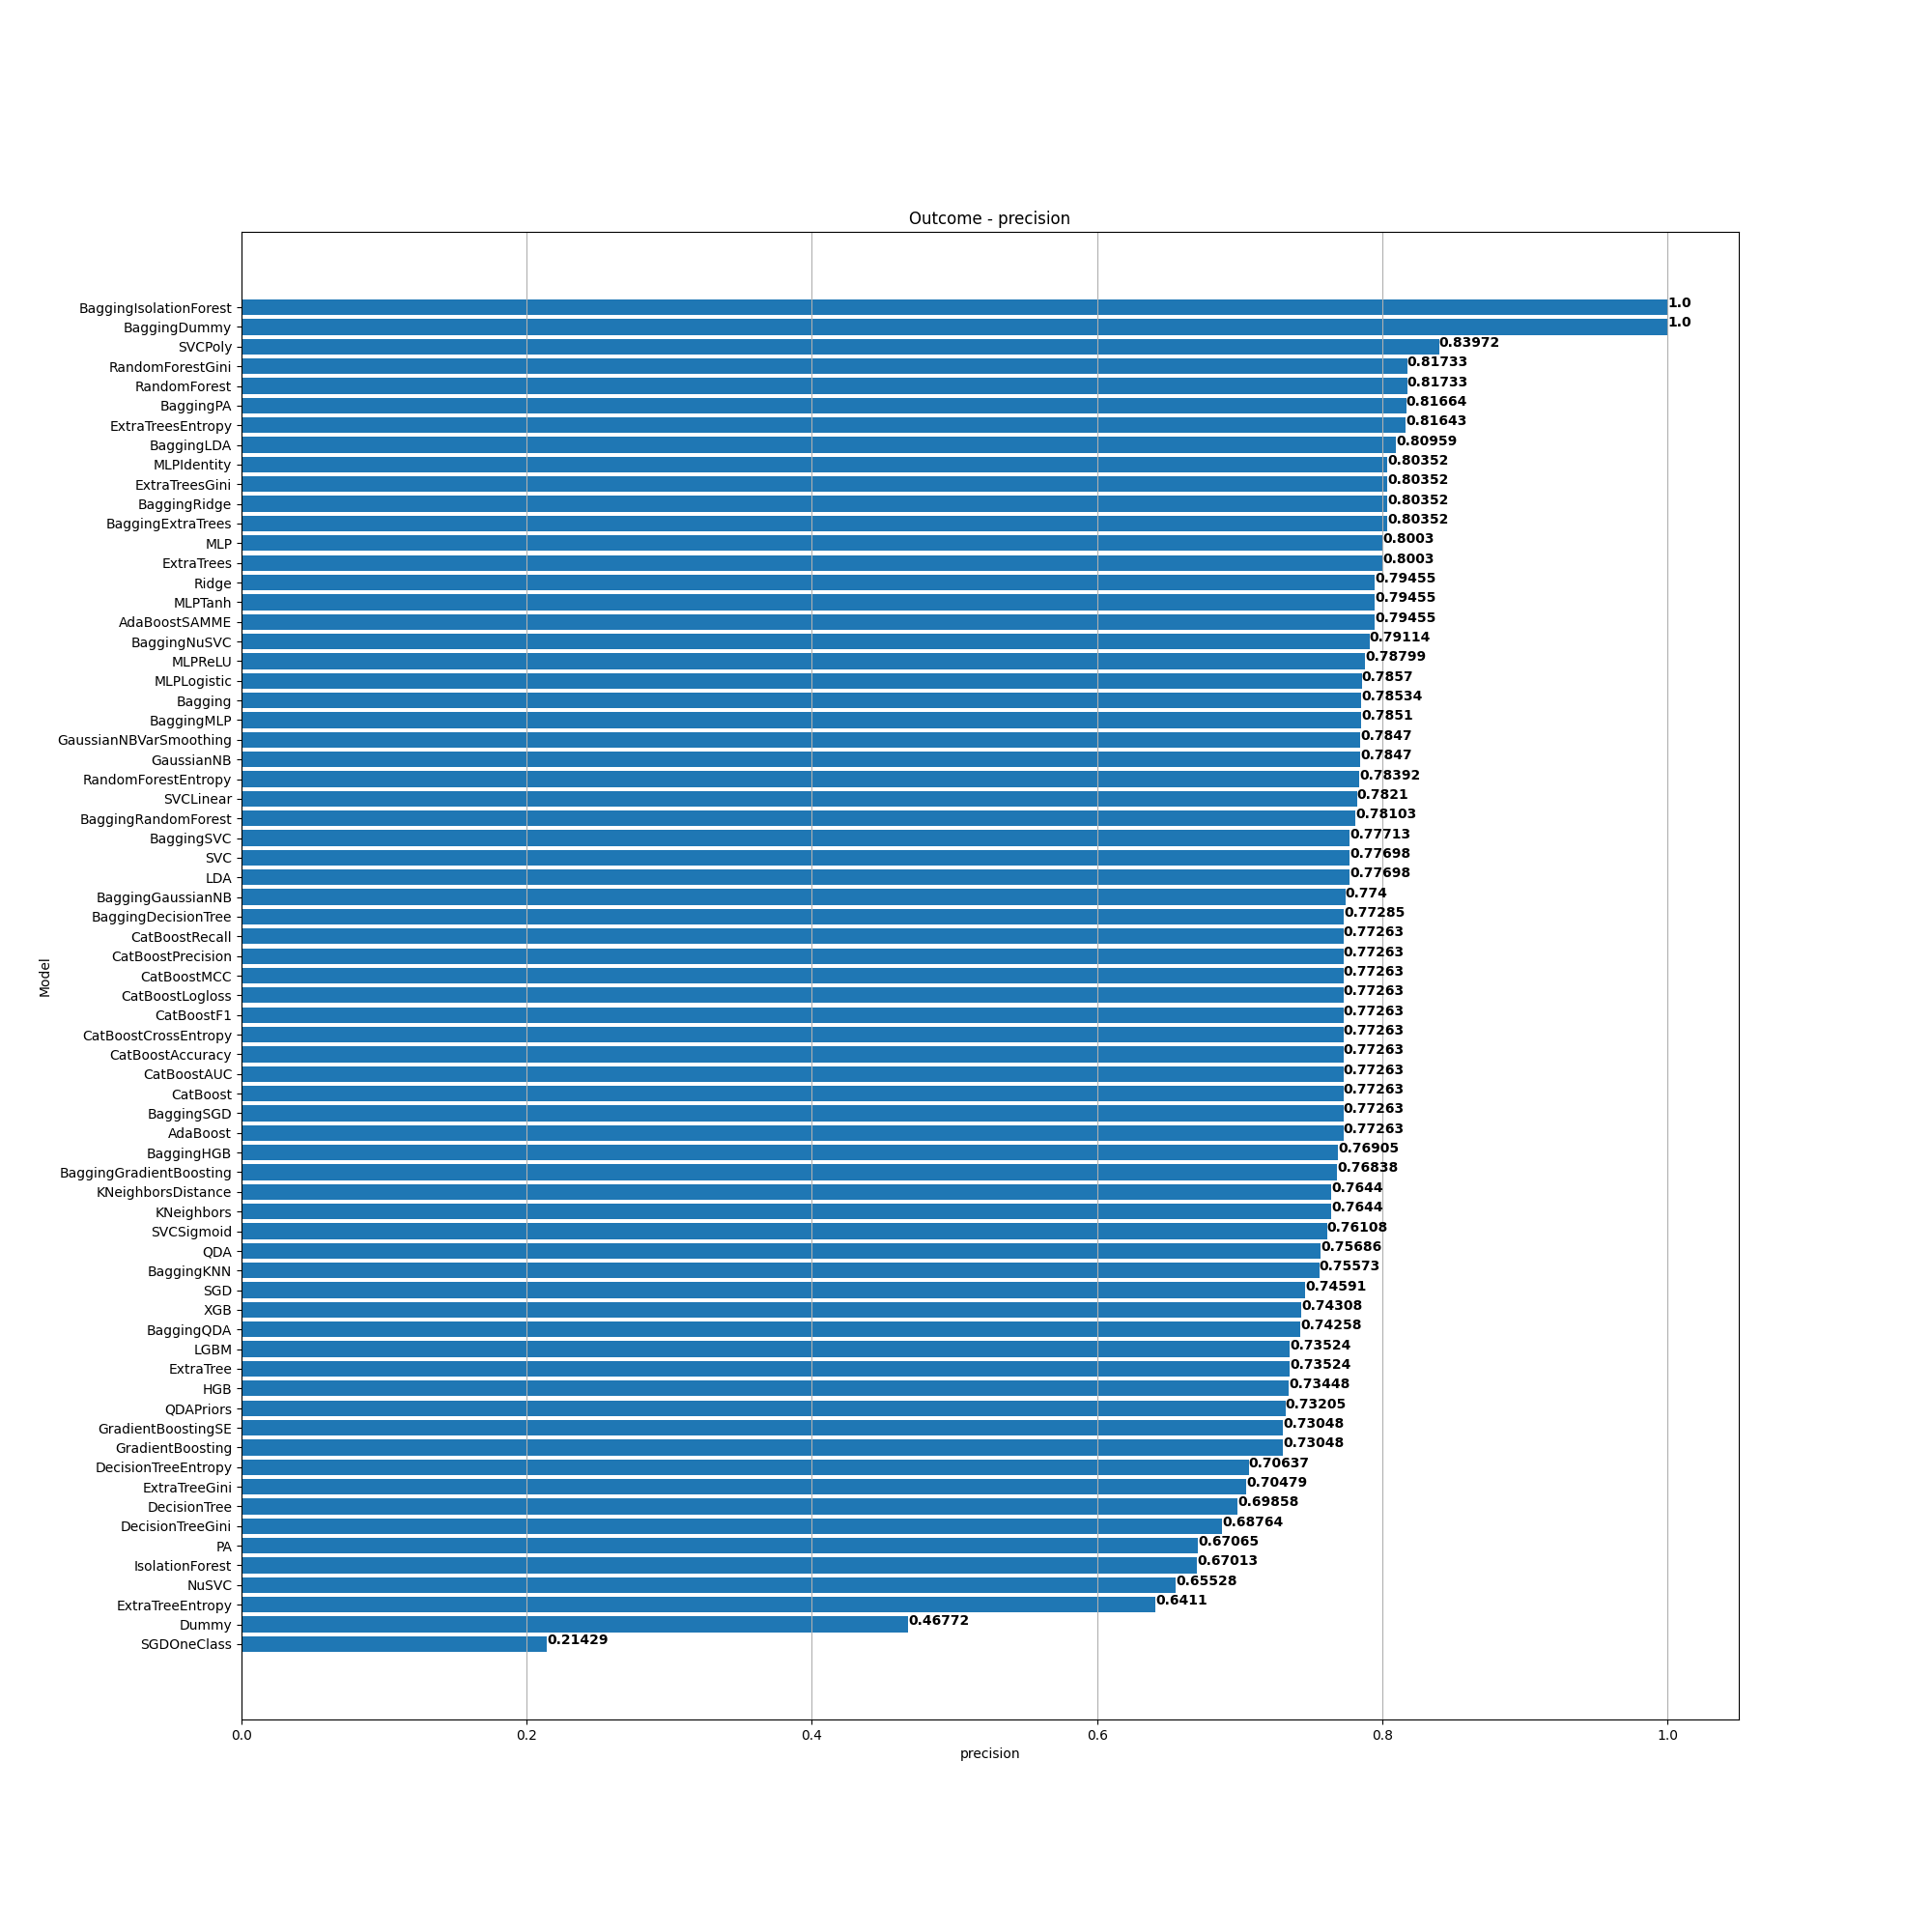 Outcome - precision
BaggingIsolationForest 1.0
BaggingDummy 1.0
SVCPoly 0.83972
RandomForestGini 0.81733
RandomForest 0.81733
BaggingPA 0.81664
ExtraTreesEntropy 0.81643
BaggingLDA 0.80959
MLPIdentity 0.80352
ExtraTreesGini 0.80352
BaggingRidge 0.80352
BaggingExtraTrees 0.80352
MLP 0.8003
ExtraTrees 0.8003
Ridge 0.79455
MLPTanh 0.79455
AdaBoostSAMME 0.79455
BaggingNuSVC 0.79114
MLPReLU 0.78799
MLPLogistic 0.7857
Bagging 0.78534
BaggingMLP 0.7851
GaussianNBVarSmoothing 0.7847
GaussianNB 0.7847
RandomForestEntropy 0.78392
SVCLinear 0.7821
BaggingRandomForest 0.78103
BaggingSVC 0.77713
SVC 0.77698
LDA 0.77698
BaggingGaussianNB 0.774
BaggingDecisionTree 0.77285
CatBoostRecall 0.77263
CatBoostPrecision 0.77263
CatBoostMCC 0.77263
CatBoostLogloss 0.77263
CatBoostF1 0.77263
CatBoostCrossEntropy 0.77263
CatBoostAccuracy 0.77263
CatBoostAUC 0.77263
CatBoost 0.77263
BaggingSGD 0.77263
AdaBoost 0.77263
BaggingHGB 0.76905
BaggingGradientBoosting 0.76838
KNeighborsDistance 0.7644
KNeighbors 0.7644
SVCSigmoid 0.76108
QDA 0.75686
BaggingKNN 0.75573
SGD 0.74591
XGB 0.74308
BaggingQDA 0.74258
LGBM 0.73524
ExtraTree 0.73524
HGB 0.73448
QDAPriors 0.73205
GradientBoostingSE 0.73048
GradientBoosting 0.73048
DecisionTreeEntropy 0.70637
ExtraTreeGini 0.70479
DecisionTree 0.69858
DecisionTreeGini 0.68764
PA 0.67065
IsolationForest 0.67013
NuSVC 0.65528
ExtraTreeEntropy 0.6411
Dummy 0.46772
SGDOneClass 0.21429
Model
0.0 0.2 0.4 0.6 0.8 1.0
precision